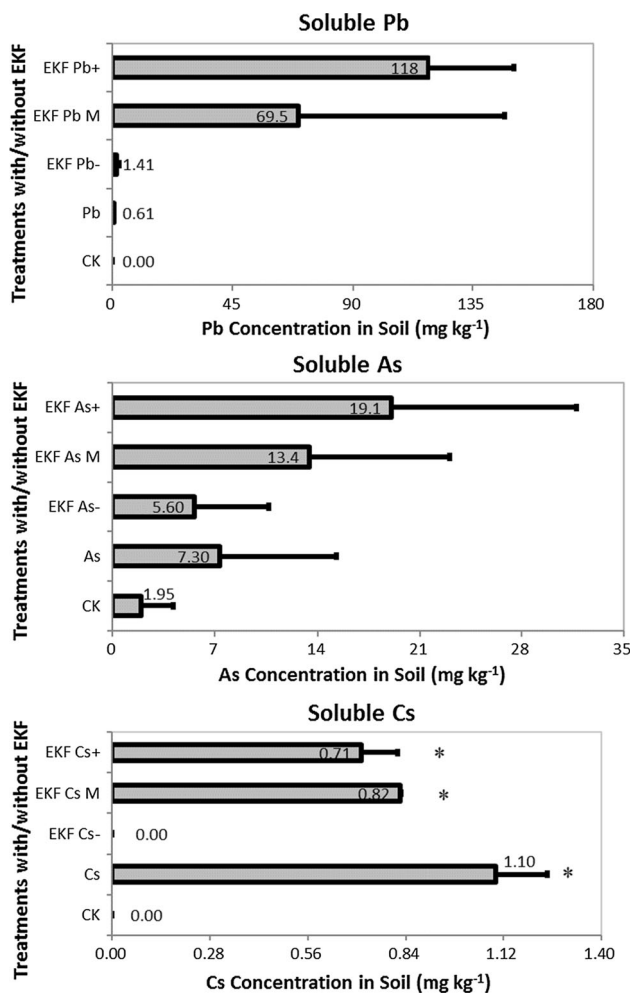 Soluble Pb
Treatments with/without EKF
EKF Pb+ 118
EKF Pb M 69.5
EKF Pb- 1.41
Pb 0.61
CK 0.00
0 45 90 135 180
Pb Concentration in Soil (mg kg⁻¹)
Soluble As
Treatments with/without EKF
EKF As+ 19.1
EKF As M 13.4
EKF As- 5.60
As 7.30
CK 1.95
0 7 14 21 28 35
As Concentration in Soil (mg kg⁻¹)
Soluble Cs
Treatments with/without EKF
EKF Cs+ 0.71 *
EKF Cs M 0.82 *
EKF Cs- 0.00
Cs 1.10 *
CK 0.00
0.00 0.28 0.56 0.84 1.12 1.40
Cs Concentration in Soil (mg kg⁻¹)